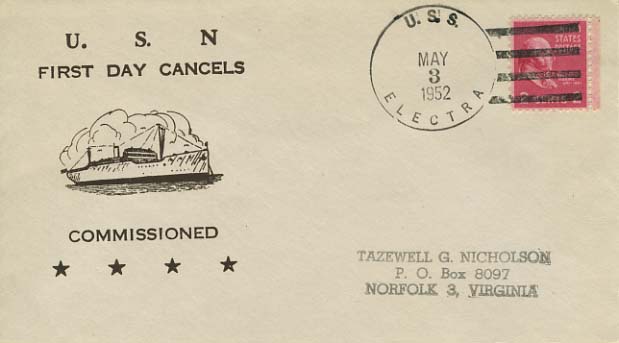 U. S. N
FIRST DAY CANCELS
COMMISSIONED
U. S. S.
MAY
3
1952
ELECTRA
STATES
TAZEWELL G. NICHOLSON
P. O. Box 8097
NORFOLK 3, VIRGINIA